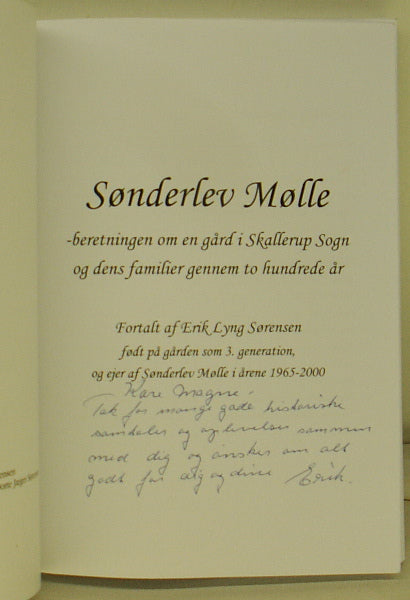 Sønderlev Mølle
-beretningen om en gård i Skallerup Sogn
og dens familier gennem to hundrede år
Fortalt af Erik Lyng Sørensen
født på gården som 3. generation,
og ejer af Sønderlev Mølle i årene 1965-2000
Kære Mogne.
Tak for mange gode historiske
samtaler og oplevelser sammen
med dig og ønsker om alt
godt for dig og dine Erik.